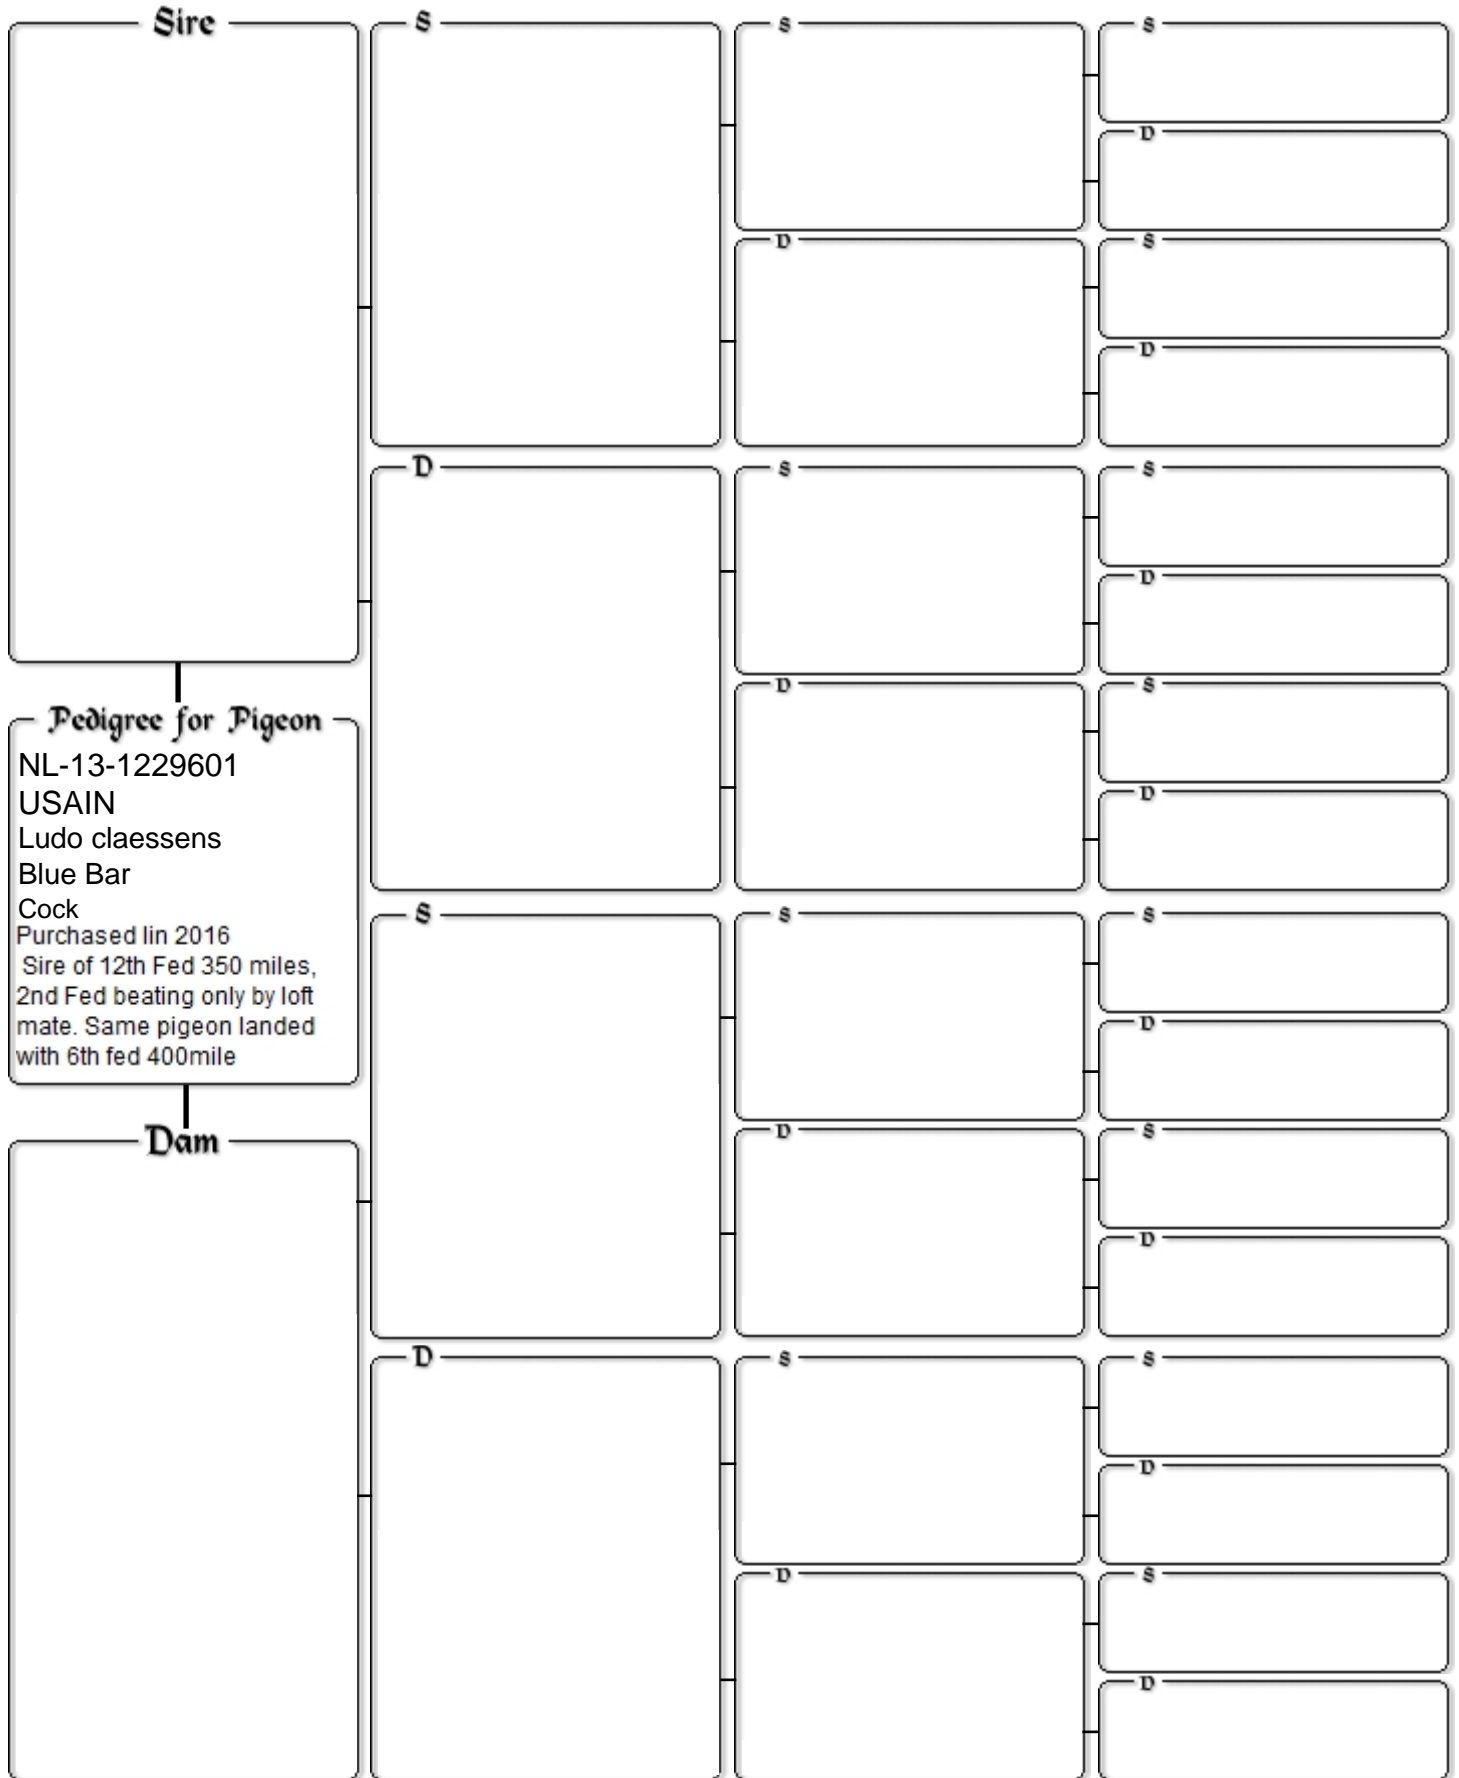 Sire
S
S
S
D
D
S
D
D
S
S
D
D
S
D
Pedigree for Pigeon
NL-13-1229601
USAIN
Ludo claessens
Blue Bar
Cock
Purchased Iin 2016
Sire of 12th Fed 350 miles,
2nd Fed beating only by loft
mate. Same pigeon landed
with 6th fed 400mile
Dam
S
S
S
D
D
S
D
D
S
S
D
D
S
D